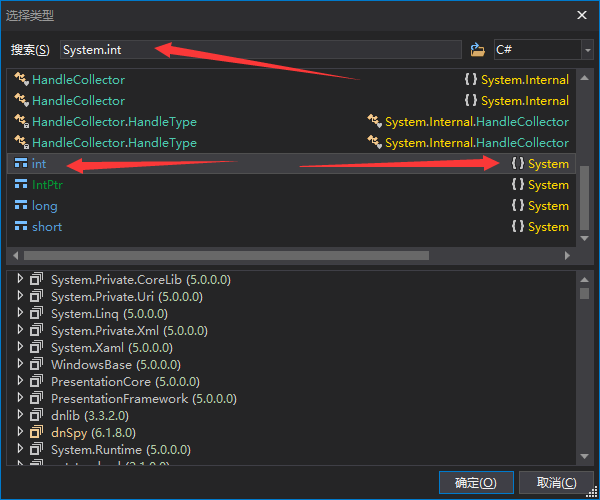 选择类型
搜索(S) System.int C#
HandleCollector { } System.Internal
HandleCollector { } System.Internal
HandleCollector.HandleType System.Internal.HandleCollector
HandleCollector.HandleType System.Internal.HandleCollector
int { } System
IntPtr { } System
long { } System
short { } System
System.Private.CoreLib (5.0.0.0)
System.Private.Uri (5.0.0.0)
System.Linq (5.0.0.0)
System.Private.Xml (5.0.0.0)
System.Xaml (5.0.0.0)
WindowsBase (5.0.0.0)
PresentationCore (5.0.0.0)
PresentationFramework (5.0.0.0)
dnlib (3.3.2.0)
dnSpy (6.1.8.0)
System.Runtime (5.0.0.0)
确定(O) 取消(C)